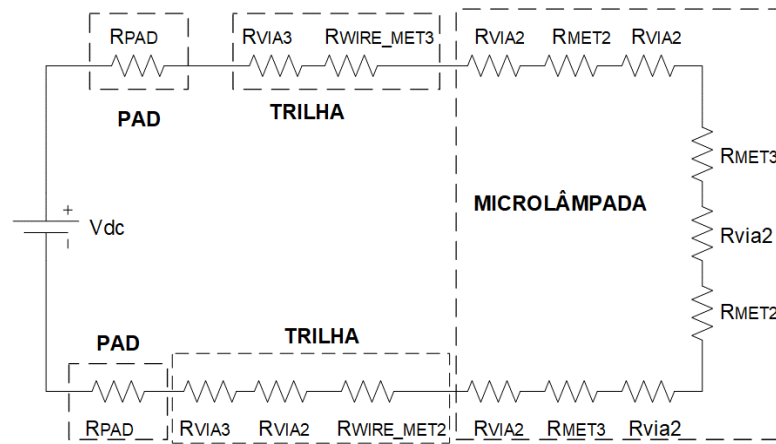 RPAD RVIA3 RWIRE_MET3 RVIA2 RMET2 RVIA2
PAD TRILHA
RMET3
MICROLÂMPADA
+
Vdc
Rvia2
-
RMET2
PAD TRILHA
RPAD RVIA3 RVIA2 RWIRE_MET2 RVIA2 RMET3 Rvia2